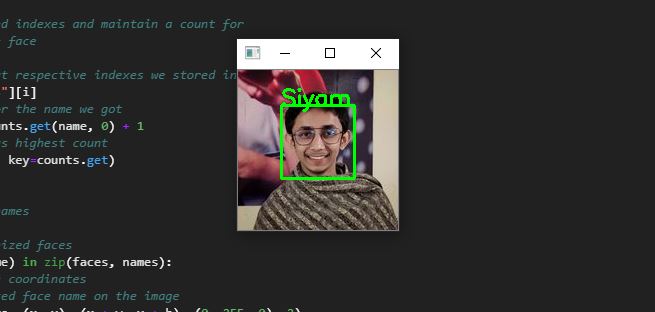 d indexes and maintain a count for
face
t respective indexes we stored in
"][i]
or the name we got
nts.get(name, 0) + 1
s highest count
key=counts.get)
Siyam
ames
ized faces
e) in zip(faces, names):
coordinates
ed face name on the image